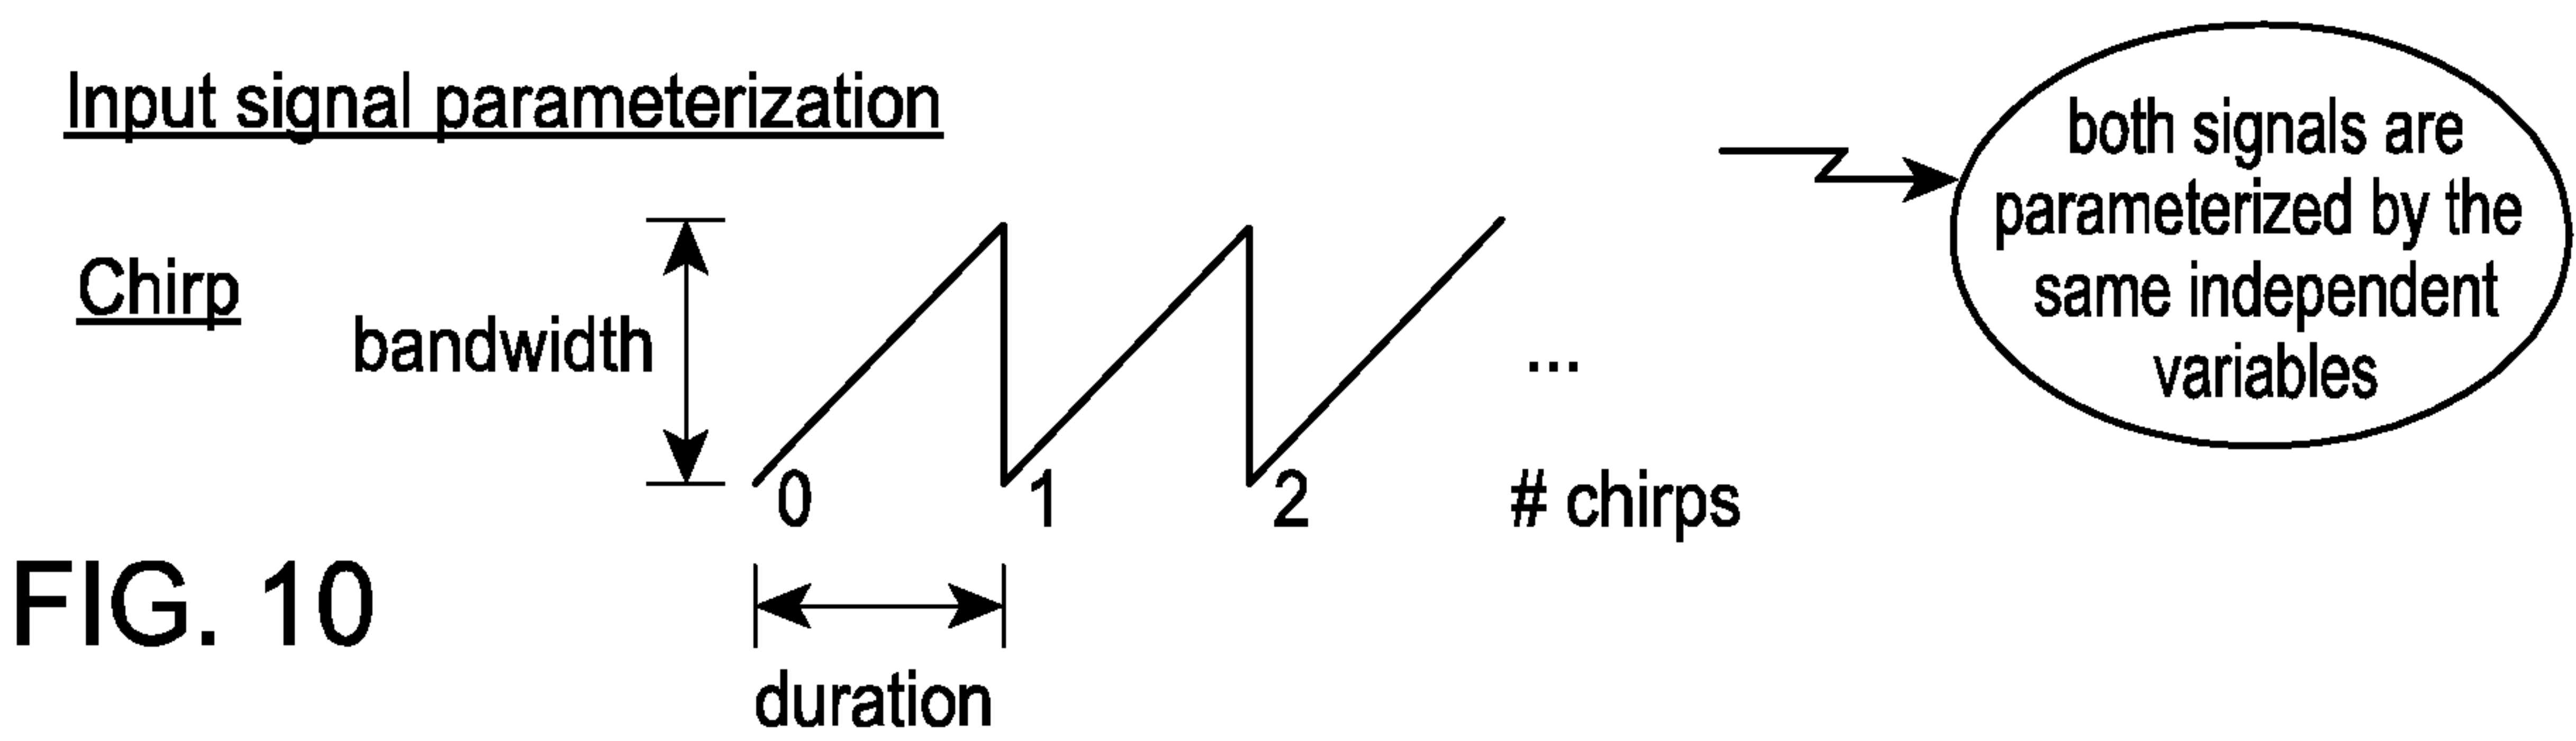 Input signal parameterization
both signals are
parameterized by the
same independent
variables
Chirp
bandwidth
...
0 1 2 # chirps
FIG. 10
duration